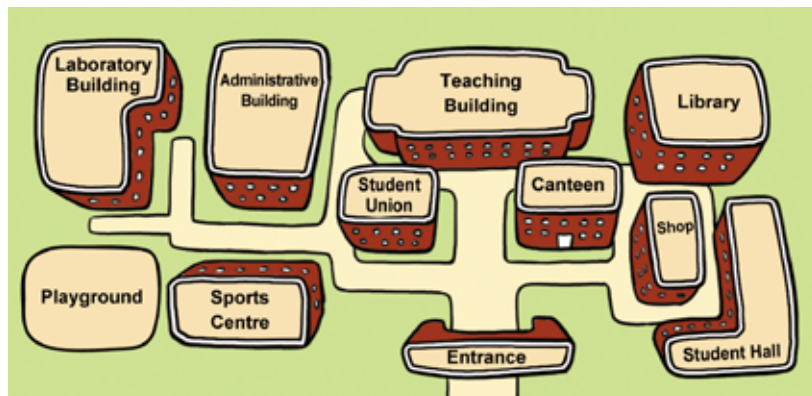 Laboratory
Building
Administrative
Building
Teaching
Building
Library
Student
Union
Canteen
Shop
Playground
Sports
Centre
Entrance
Student Hall